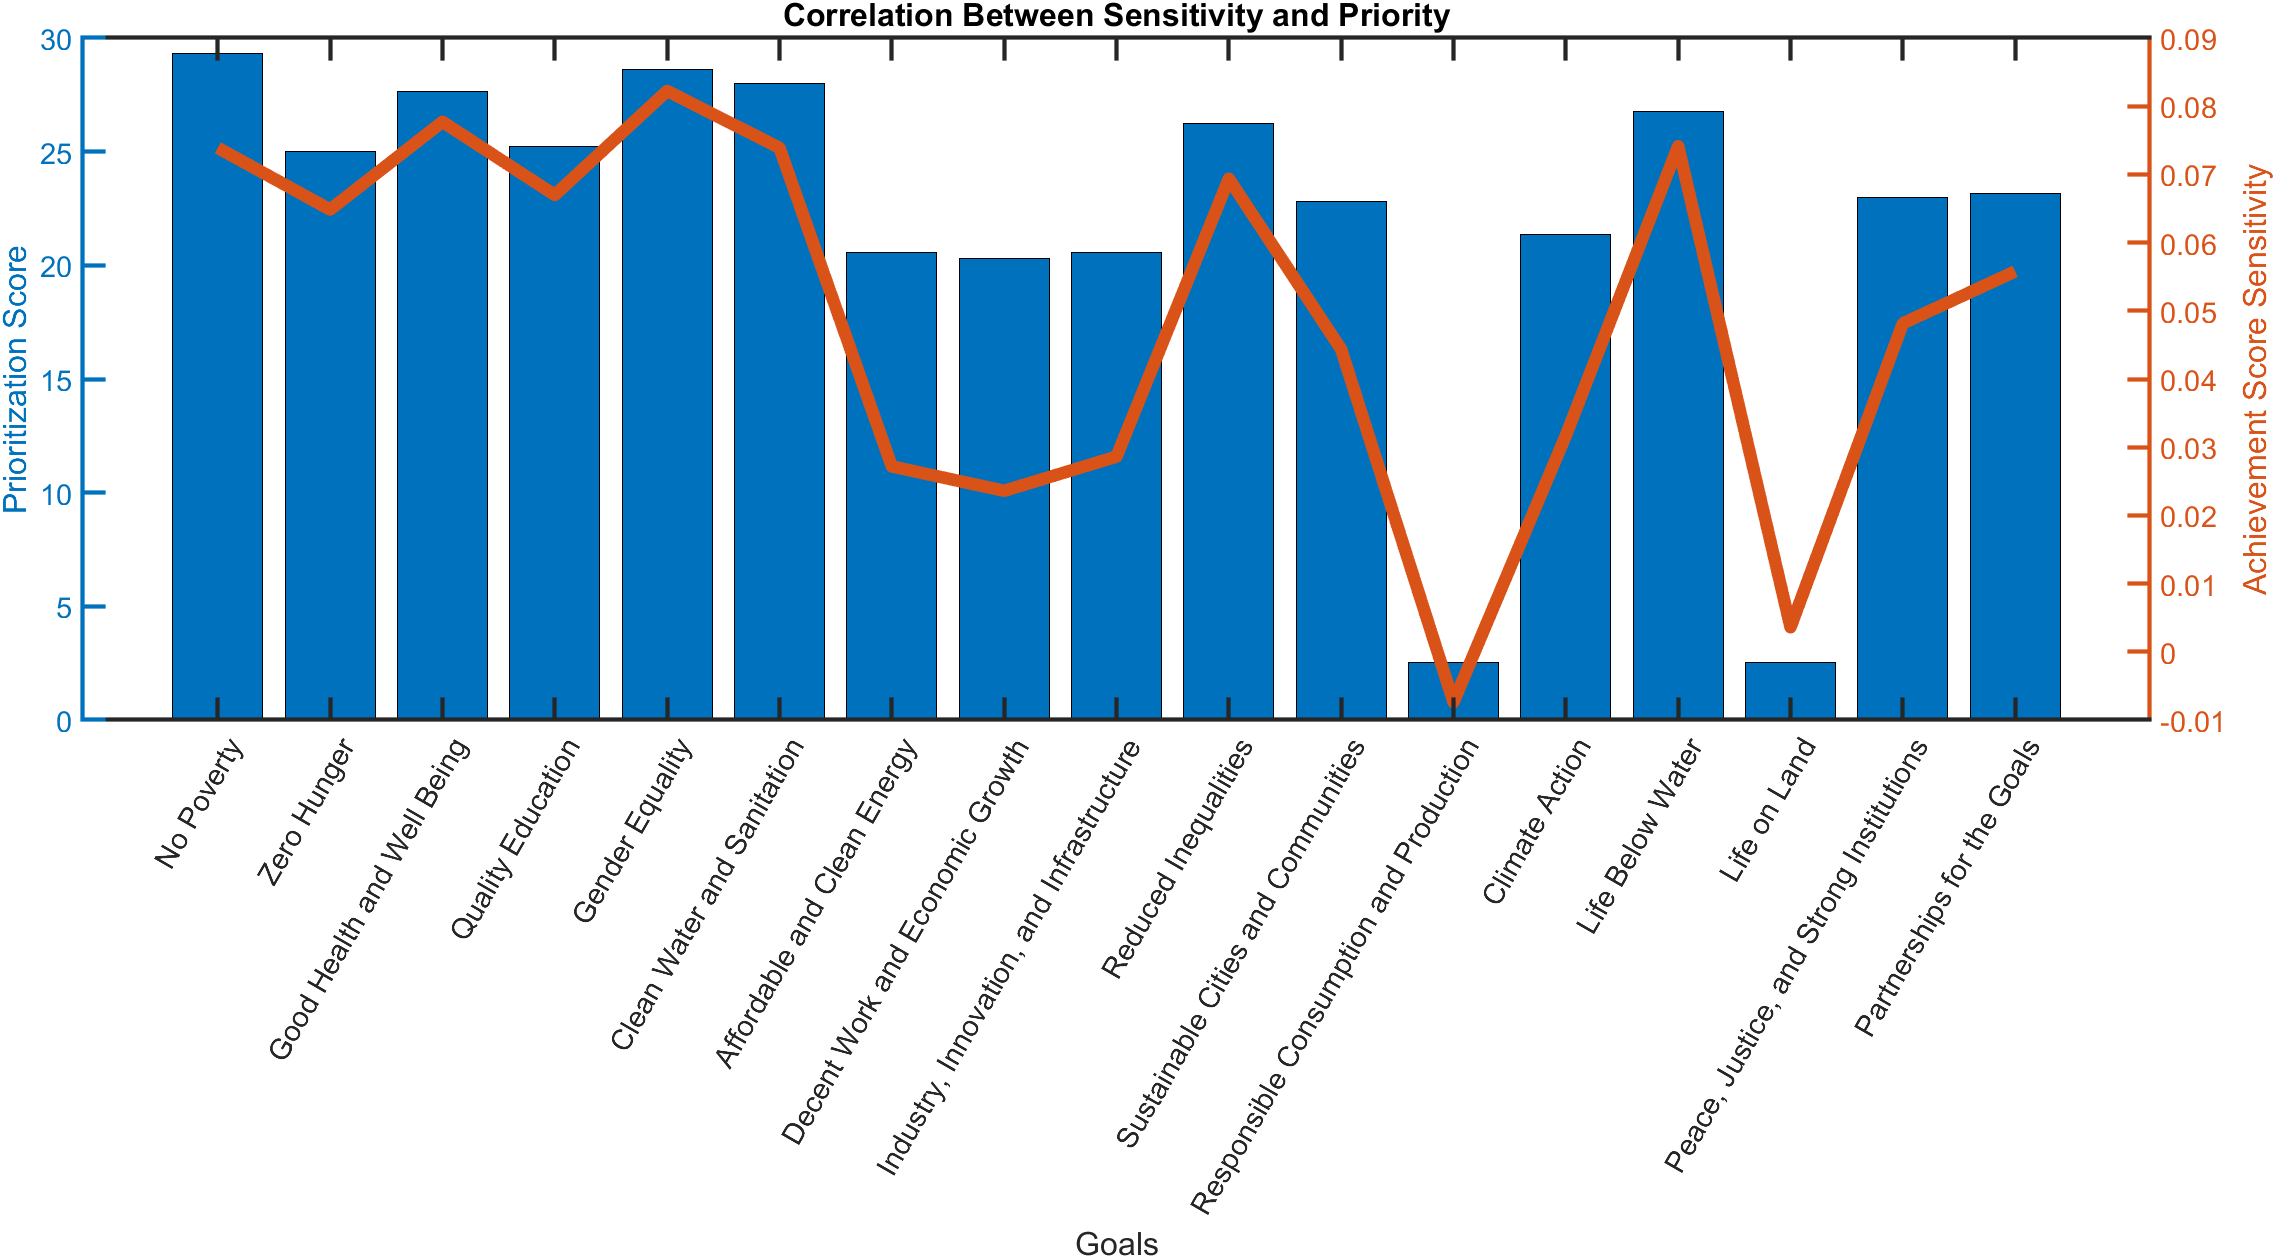 Correlation Between Sensitivity and Priority
30
25
20
15
10
5
0
Prioritization Score
0.09
0.08
0.07
0.06
0.05
0.04
0.03
0.02
0.01
0
-0.01
Achievement Score Sensitivity
No Poverty
Zero Hunger
Good Health and Well Being
Quality Education
Gender Equality
Clean Water and Sanitation
Affordable and Clean Energy
Decent Work and Economic Growth
Industry, Innovation, and Infrastructure
Reduced Inequalities
Sustainable Cities and Communities
Responsible Consumption and Production
Climate Action
Life Below Water
Life on Land
Peace, Justice, and Strong Institutions
Partnerships for the Goals
Goals